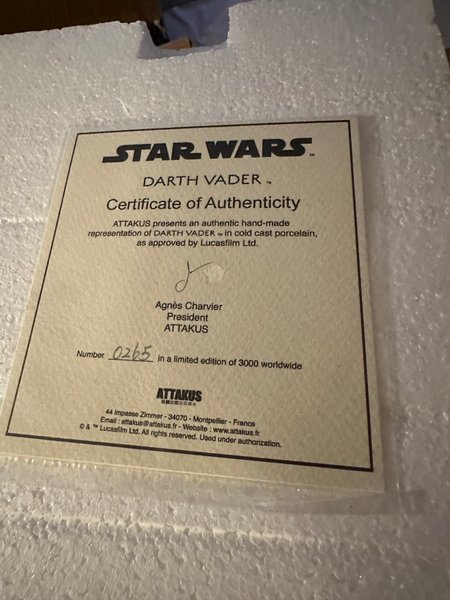 STAR WARS™
DARTH VADER™
Certificate of Authenticity
ATTAKUS presents an authentic hand-made
representation of DARTH VADER™ in cold cast porcelain,
as approved by Lucasfilm Ltd.
Agnès Charvier
President
ATTAKUS
Number 0265 in a limited edition of 3000 worldwide
ATTAKUS
44 impasse Zimmer - 34070 - Montpellier - France
Email : attakus@attakus.fr - Website : www.attakus.fr
© & ™ Lucasfilm Ltd. All rights reserved. Used under authorization.